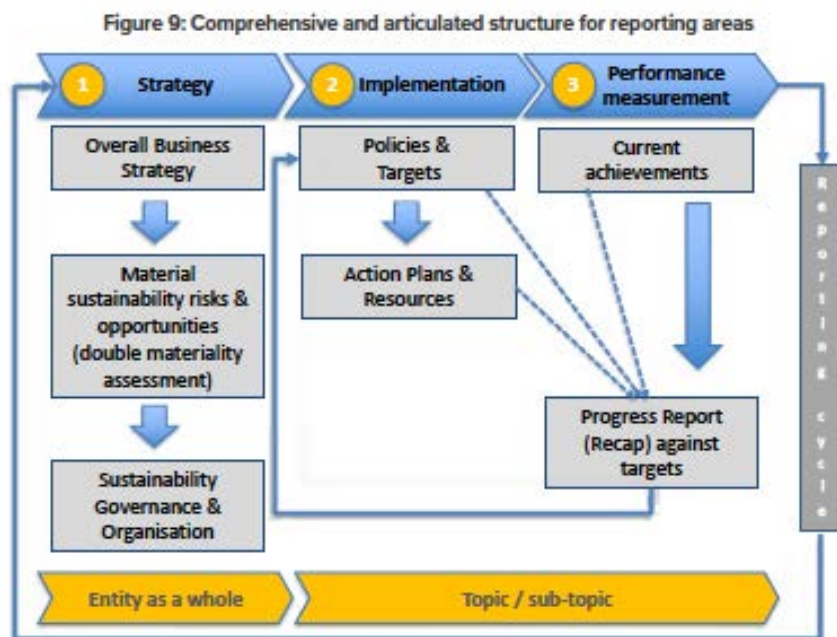 Figure 9: Comprehensive and articulated structure for reporting areas
1 Strategy
2 Implementation
3 Performance
measurement
Overall Business
Strategy
Material
sustainability risks &
opportunities
(double materiality
assessment)
Sustainability
Governance &
Organisation
Policies &
Targets
Action Plans &
Resources
Current
achievements
Progress Report
(Recap) against
targets
Reporting cycle
Entity as a whole
Topic / sub-topic